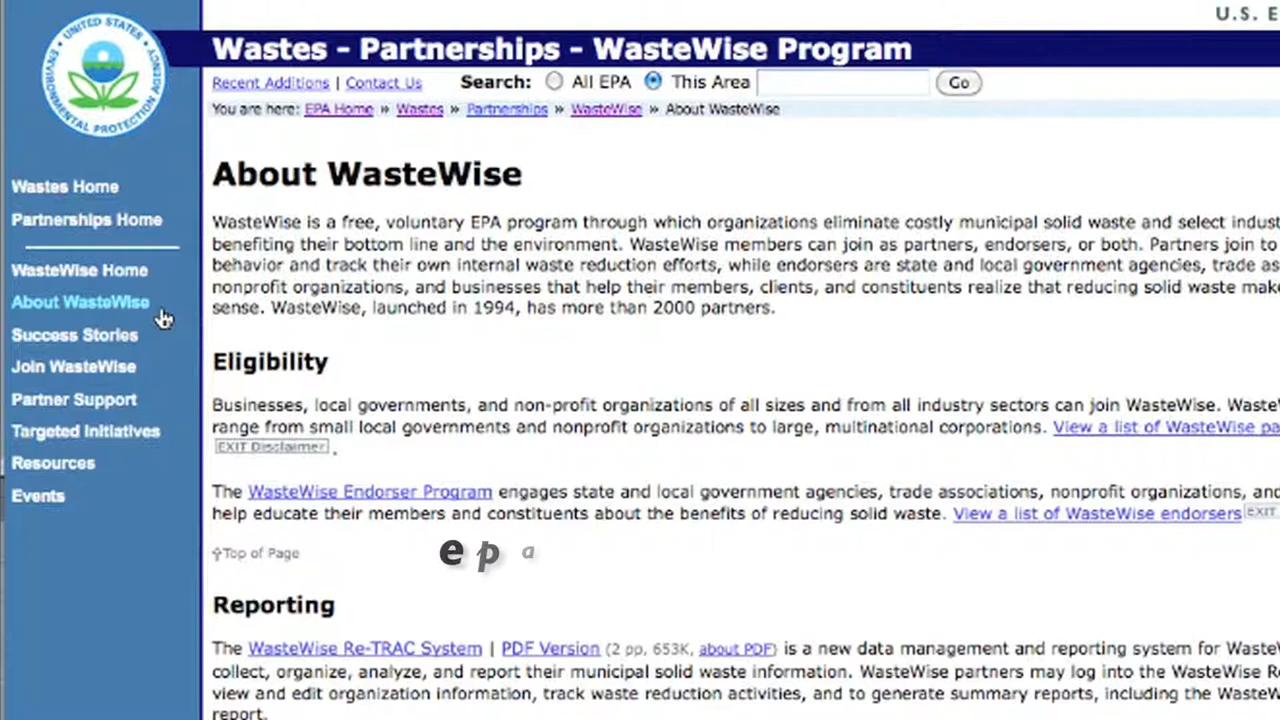 U.S. E
UNITED STATES
ENVIRONMENTAL PROTECTION AGENCY
Wastes - Partnerships - WasteWise Program
Recent Additions | Contact Us Search: All EPA This Area Go
You are here: EPA Home » Wastes » Partnerships » WasteWise » About WasteWise
Wastes Home
Partnerships Home
WasteWise Home
About WasteWise
Success Stories
Join WasteWise
Partner Support
Targeted Initiatives
Resources
Events
About WasteWise
WasteWise is a free, voluntary EPA program through which organizations eliminate costly municipal solid waste and select indust
benefiting their bottom line and the environment. WasteWise members can join as partners, endorsers, or both. Partners join to
behavior and track their own internal waste reduction efforts, while endorsers are state and local government agencies, trade as
nonprofit organizations, and businesses that help their members, clients, and constituents realize that reducing solid waste make
sense. WasteWise, launched in 1994, has more than 2000 partners.
Eligibility
Businesses, local governments, and non-profit organizations of all sizes and from all industry sectors can join WasteWise. Waste
range from small local governments and nonprofit organizations to large, multinational corporations. View a list of WasteWise pa
EXIT Disclaimer .
The WasteWise Endorser Program engages state and local government agencies, trade associations, nonprofit organizations, and
help educate their members and constituents about the benefits of reducing solid waste. View a list of WasteWise endorsers EXIT
Top of Page
e p a
Reporting
The WasteWise Re-TRAC System | PDF Version (2 pp, 653K, about PDF) is a new data management and reporting system for Waste
collect, organize, analyze, and report their municipal solid waste information. WasteWise partners may log into the WasteWise Re
view and edit organization information, track waste reduction activities, and to generate summary reports, including the WasteW
report.